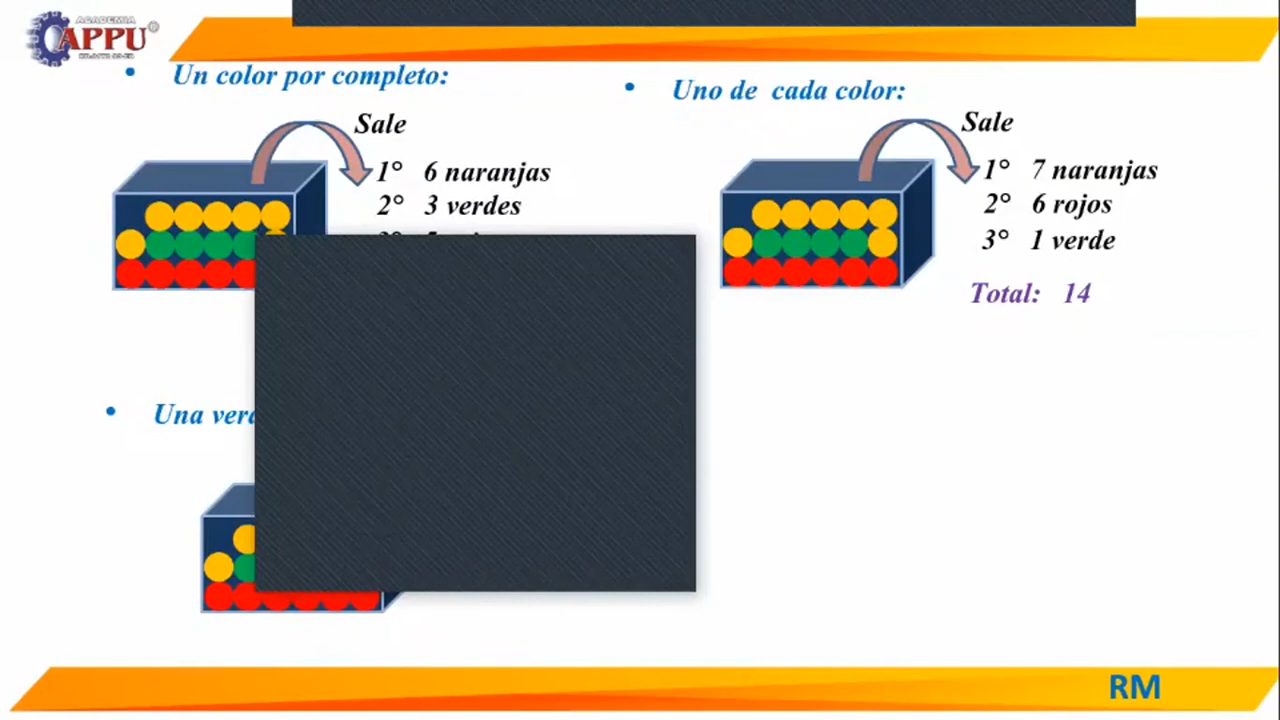 ACADEMIA
APPU
Un color por completo:
Sale
1° 6 naranjas
2° 3 verdes
Uno de cada color:
Sale
1° 7 naranjas
2° 6 rojos
3° 1 verde
Total: 14
Una
RM